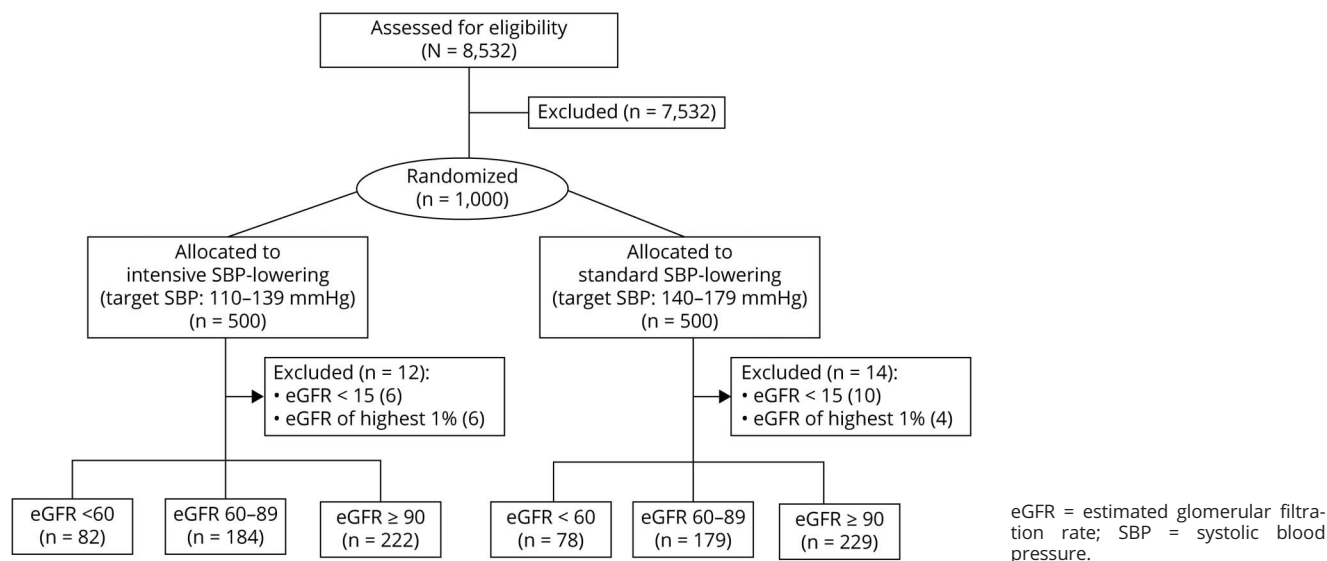 Assessed for eligibility
(N = 8,532)
Excluded (n = 7,532)
Randomized
(n = 1,000)
Allocated to
intensive SBP-lowering
(target SBP: 110–139 mmHg)
(n = 500)
Allocated to
standard SBP-lowering
(target SBP: 140–179 mmHg)
(n = 500)
Excluded (n = 12):
• eGFR < 15 (6)
• eGFR of highest 1% (6)
Excluded (n = 14):
• eGFR < 15 (10)
• eGFR of highest 1% (4)
eGFR <60
(n = 82)
eGFR 60–89
(n = 184)
eGFR ≥ 90
(n = 222)
eGFR < 60
(n = 78)
eGFR 60–89
(n = 179)
eGFR ≥ 90
(n = 229)
eGFR = estimated glomerular filtra-
tion rate; SBP = systolic blood
pressure.